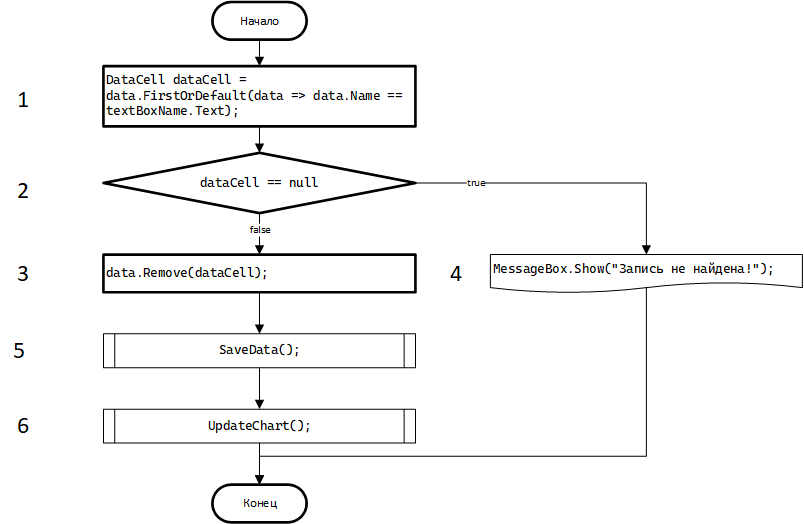 Начало
1
DataCell dataCell =
data.FirstOrDefault(data => data.Name ==
textBoxName.Text);
2
dataCell == null
true
false
3
data.Remove(dataCell);
4
MessageBox.Show("Запись не найдена!");
5
SaveData();
6
UpdateChart();
Конец